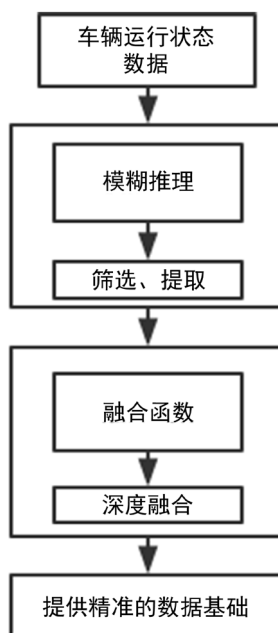 车辆运行状态
数据
模糊推理
筛选、提取
融合函数
深度融合
提供精准的数据基础